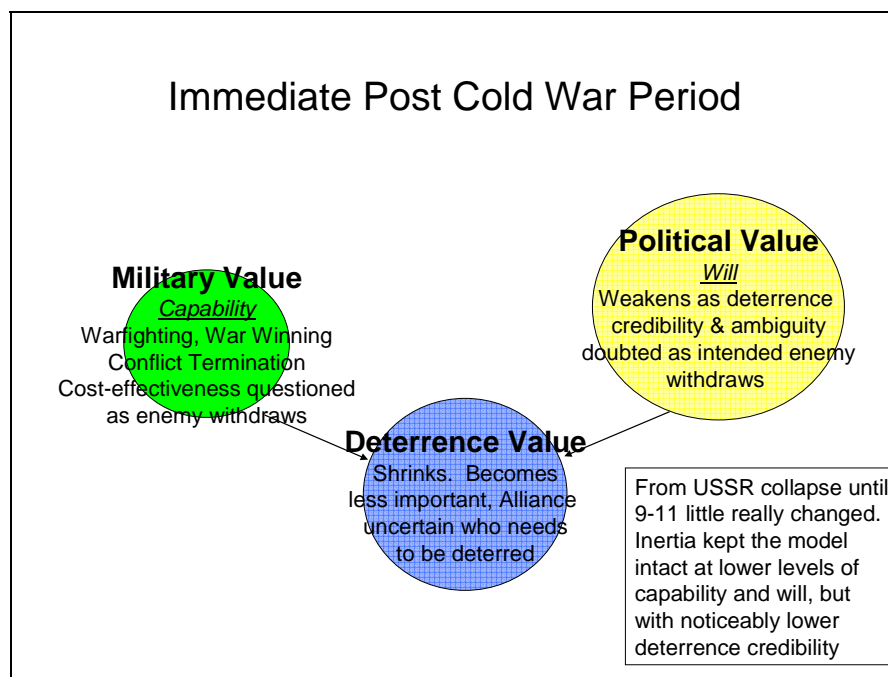 Immediate Post Cold War Period
Military Value
Capability
Warfighting, War Winning
Conflict Termination
Cost-effectiveness questioned
as enemy withdraws
Political Value
Will
Weakens as deterrence
credibility & ambiguity
doubted as intended enemy
withdraws
Deterrence Value
Shrinks.  Becomes
less important, Alliance
uncertain who needs
to be deterred
From USSR collapse until
9-11 little really changed.
Inertia kept the model
intact at lower levels of
capability and will, but
with noticeably lower
deterrence credibility